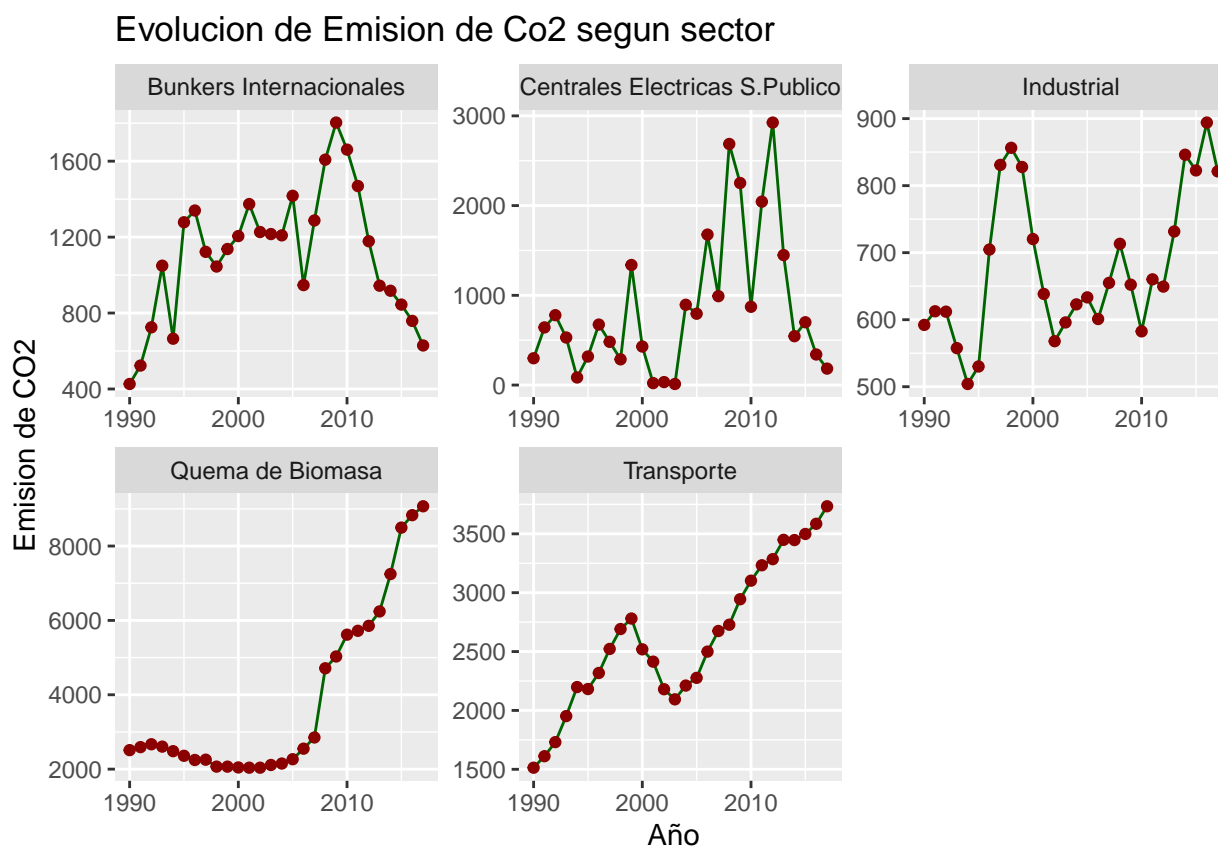 Evolucion de Emision de Co2 segun sector
Bunkers Internacionales
Centrales Electricas S.Publico
Industrial
1600
1200
800
400
3000
2000
1000
0
900
800
700
600
500
1990 2000 2010
1990 2000 2010
1990 2000 2010
Emision de CO2
Quema de Biomasa
Transporte
8000
6000
4000
2000
3500
3000
2500
2000
1500
1990 2000 2010
1990 2000 2010
Año